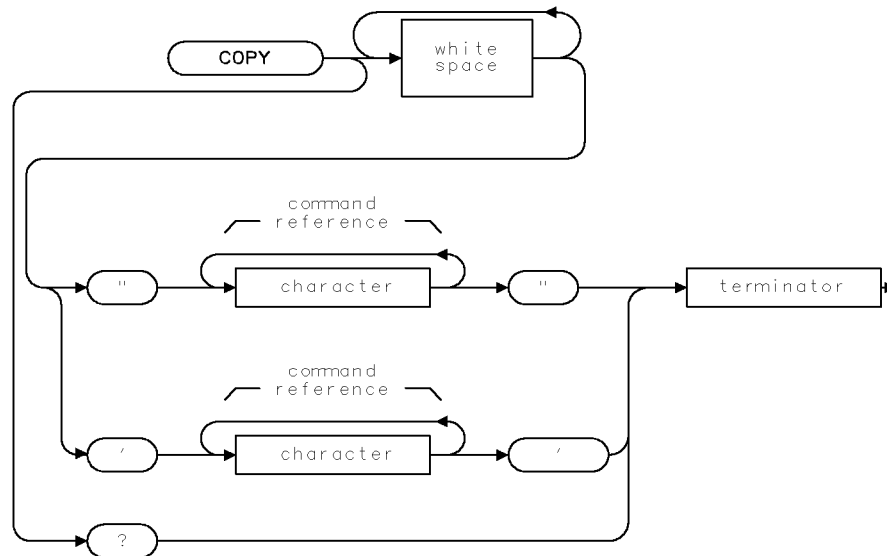 COPY
white
space
command
reference
" character " terminator
command
reference
' character '
?